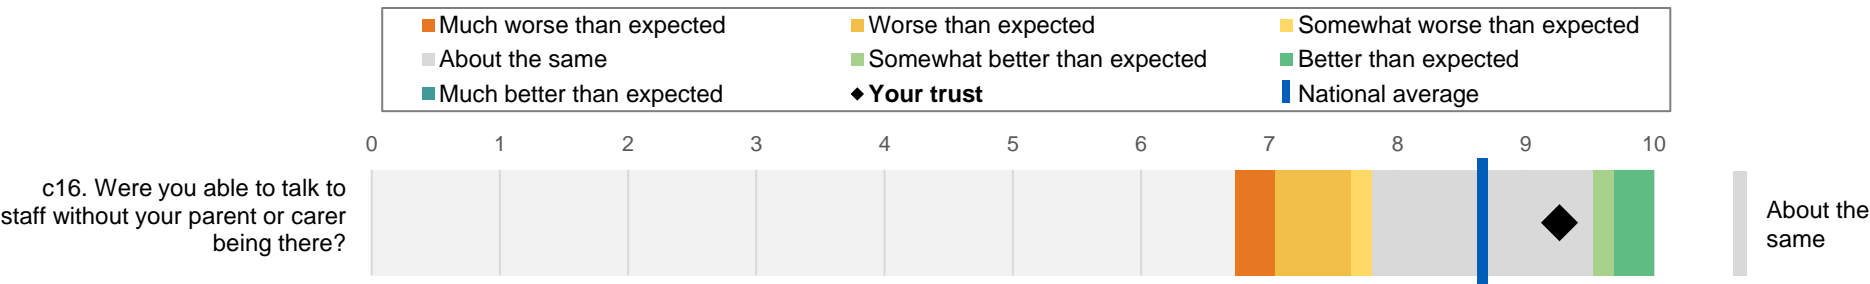 Much worse than expected
Worse than expected
Somewhat worse than expected
About the same
Somewhat better than expected
Better than expected
Much better than expected
Your trust
National average
0 1 2 3 4 5 6 7 8 9 10
c16. Were you able to talk to
staff without your parent or carer
being there?
About the
same